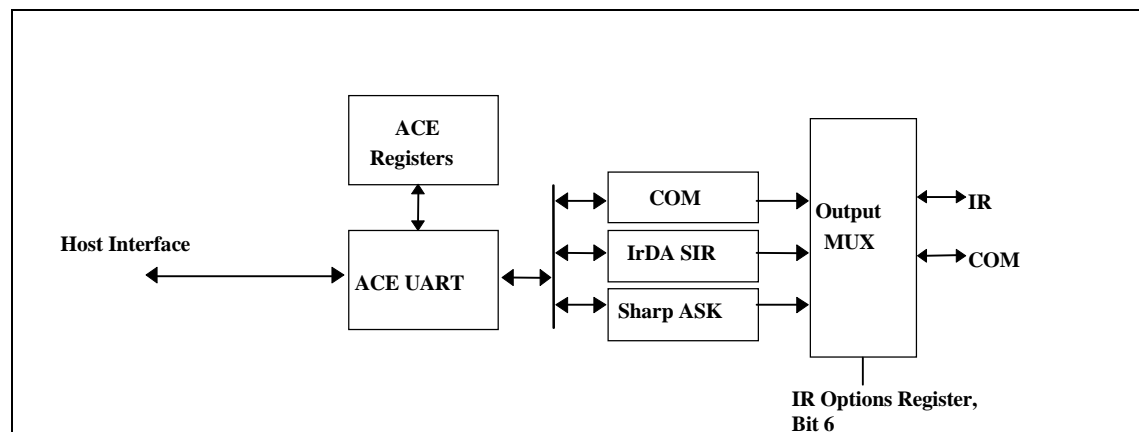 ACE
Registers
Host Interface
ACE UART
COM
IrDA SIR
Sharp ASK
Output
MUX
IR
COM
IR Options Register,
Bit 6